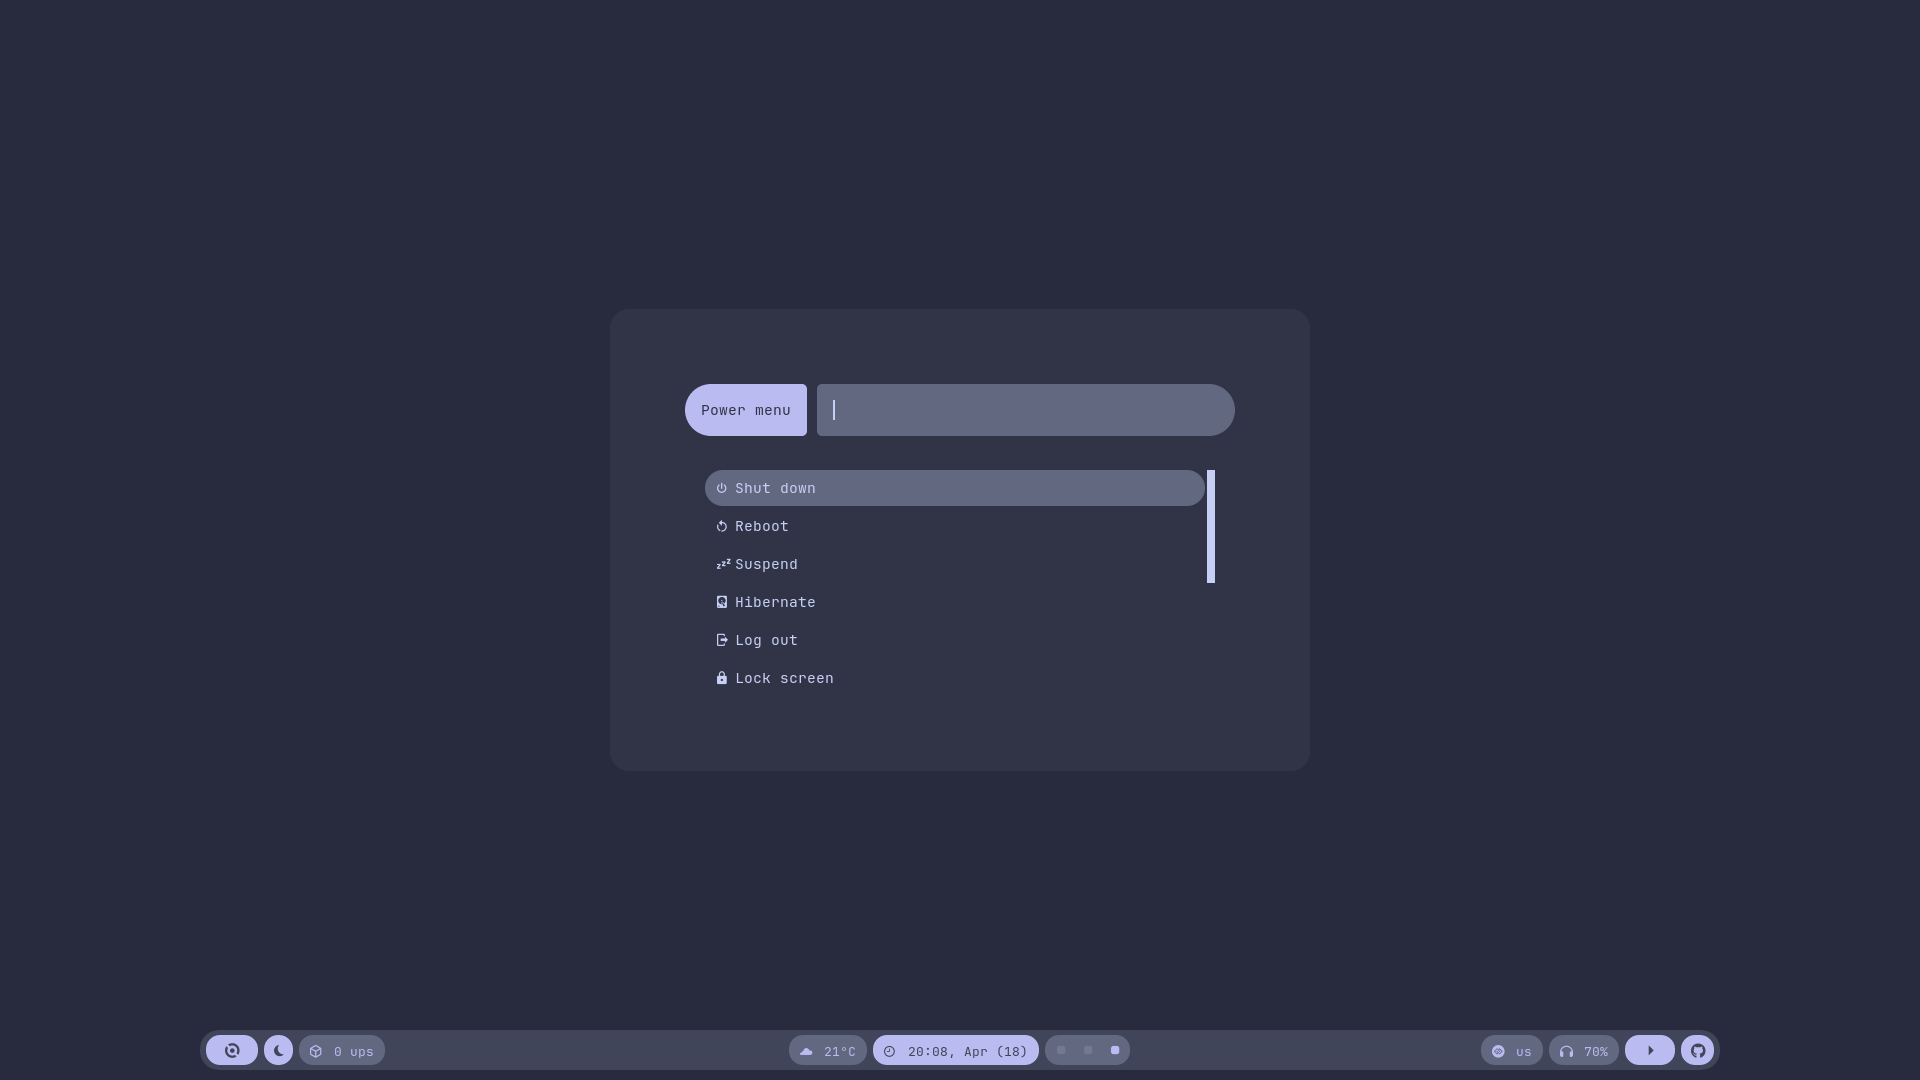 Power menu
Shut down
Reboot
Suspend
Hibernate
Log out
Lock screen
0 ups
21°C
20:08, Apr (18)
us
70%